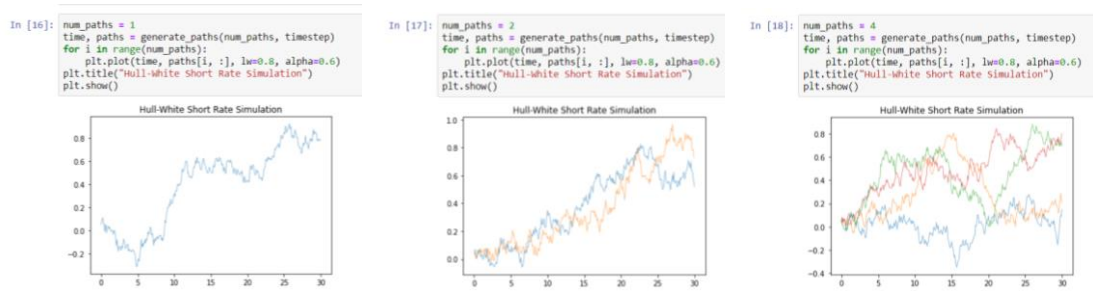 In [16]: num_paths = 1
time, paths = generate_paths(num_paths, timestep)
for i in range(num_paths):
    plt.plot(time, paths[i, :], lw=0.8, alpha=0.6)
plt.title("Hull-White Short Rate Simulation")
plt.show()
Hull-White Short Rate Simulation
0.8
0.6
0.4
0.2
0.0
−0.2
0 5 10 15 20 25 30
In [17]: num_paths = 2
time, paths = generate_paths(num_paths, timestep)
for i in range(num_paths):
    plt.plot(time, paths[i, :], lw=0.8, alpha=0.6)
plt.title("Hull-White Short Rate Simulation")
plt.show()
Hull-White Short Rate Simulation
1.0
0.8
0.6
0.4
0.2
0.0
0 5 10 15 20 25 30
In [18]: num_paths = 4
time, paths = generate_paths(num_paths, timestep)
for i in range(num_paths):
    plt.plot(time, paths[i, :], lw=0.8, alpha=0.6)
plt.title("Hull-White Short Rate Simulation")
plt.show()
Hull-White Short Rate Simulation
0.8
0.6
0.4
0.2
0.0
−0.2
−0.4
0 5 10 15 20 25 30